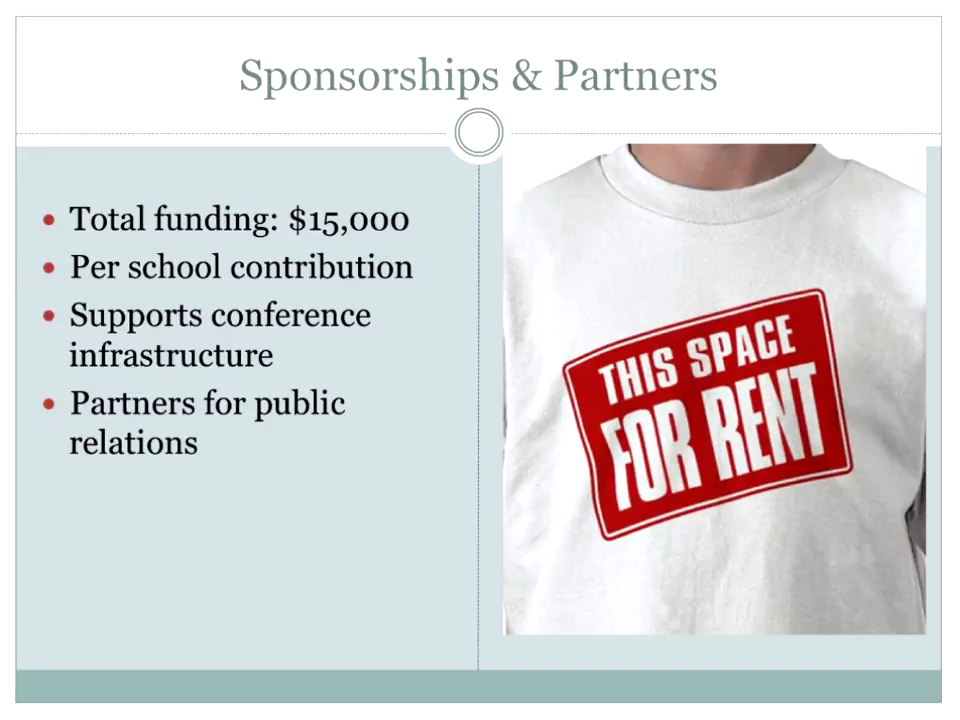 Sponsorships & Partners
• Total funding: $15,000
• Per school contribution
• Supports conference
infrastructure
• Partners for public
relations
THIS SPACE
FOR RENT